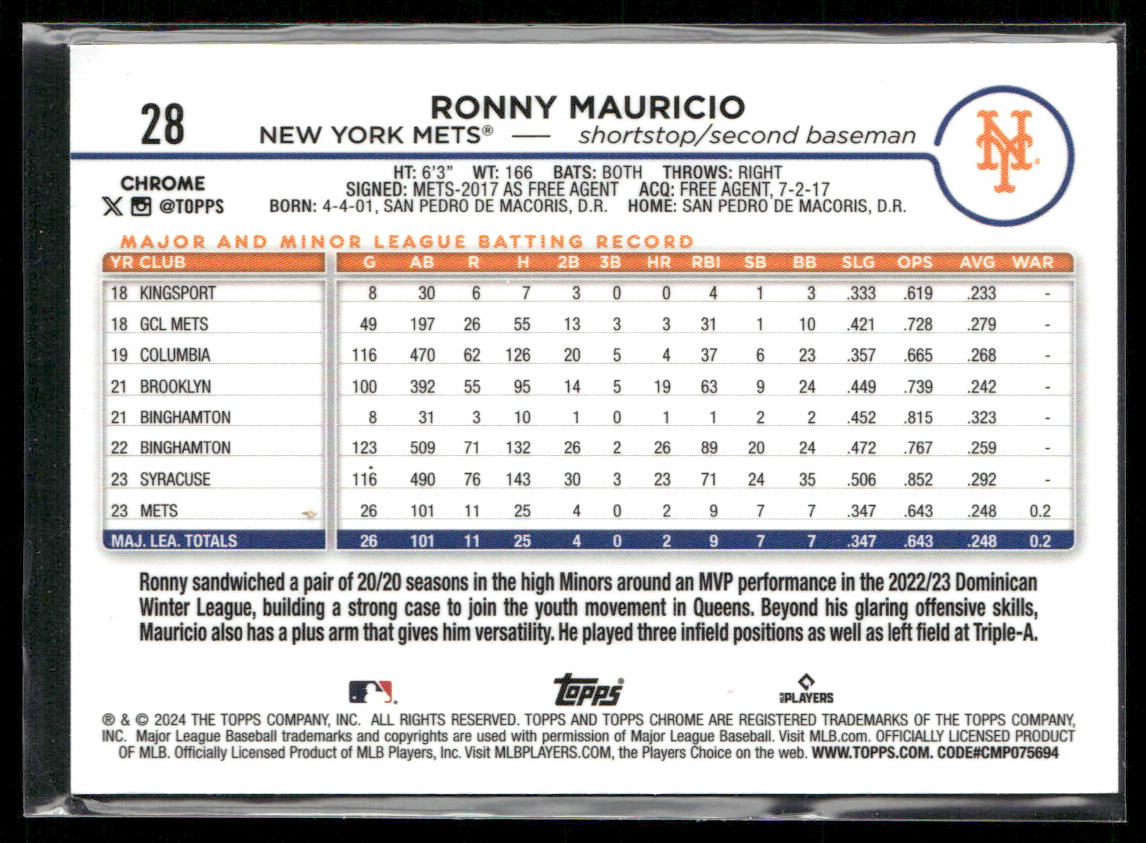 28
RONNY MAURICIO
NEW YORK METS® — shortstop/second baseman
NY
CHROME
X @TOPPS
HT: 6'3" WT: 166 BATS: BOTH THROWS: RIGHT
SIGNED: METS-2017 AS FREE AGENT ACQ: FREE AGENT, 7-2-17
BORN: 4-4-01, SAN PEDRO DE MACORIS, D.R. HOME: SAN PEDRO DE MACORIS, D.R.
MAJOR AND MINOR LEAGUE BATTING RECORD
YR CLUB G AB R H 2B 3B HR RBI SB BB SLG OPS AVG WAR
18 KINGSPORT 8 30 6 7 3 0 0 4 1 3 .333 .619 .233 -
18 GCL METS 49 197 26 55 13 3 3 31 1 10 .421 .728 .279 -
19 COLUMBIA 116 470 62 126 20 5 4 37 6 23 .357 .665 .268 -
21 BROOKLYN 100 392 55 95 14 5 19 63 9 24 .449 .739 .242 -
21 BINGHAMTON 8 31 3 10 1 0 1 1 2 2 .452 .815 .323 -
22 BINGHAMTON 123 509 71 132 26 2 26 89 20 24 .472 .767 .259 -
23 SYRACUSE 116 490 76 143 30 3 23 71 24 35 .506 .852 .292 -
23 METS 26 101 11 25 4 0 2 9 7 7 .347 .643 .248 0.2
MAJ. LEA. TOTALS 26 101 11 25 4 0 2 9 7 7 .347 .643 .248 0.2
Ronny sandwiched a pair of 20/20 seasons in the high Minors around an MVP performance in the 2022/23 Dominican
Winter League, building a strong case to join the youth movement in Queens. Beyond his glaring offensive skills,
Mauricio also has a plus arm that gives him versatility. He played three infield positions as well as left field at Triple-A.
Topps®
MLB PLAYERS
® & © 2024 THE TOPPS COMPANY, INC. ALL RIGHTS RESERVED. TOPPS AND TOPPS CHROME ARE REGISTERED TRADEMARKS OF THE TOPPS COMPANY,
INC. Major League Baseball trademarks and copyrights are used with permission of Major League Baseball. Visit MLB.com. OFFICIALLY LICENSED PRODUCT
OF MLB. Officially Licensed Product of MLB Players, Inc. Visit MLBPLAYERS.COM, the Players Choice on the web. WWW.TOPPS.COM. CODE#CMP075694